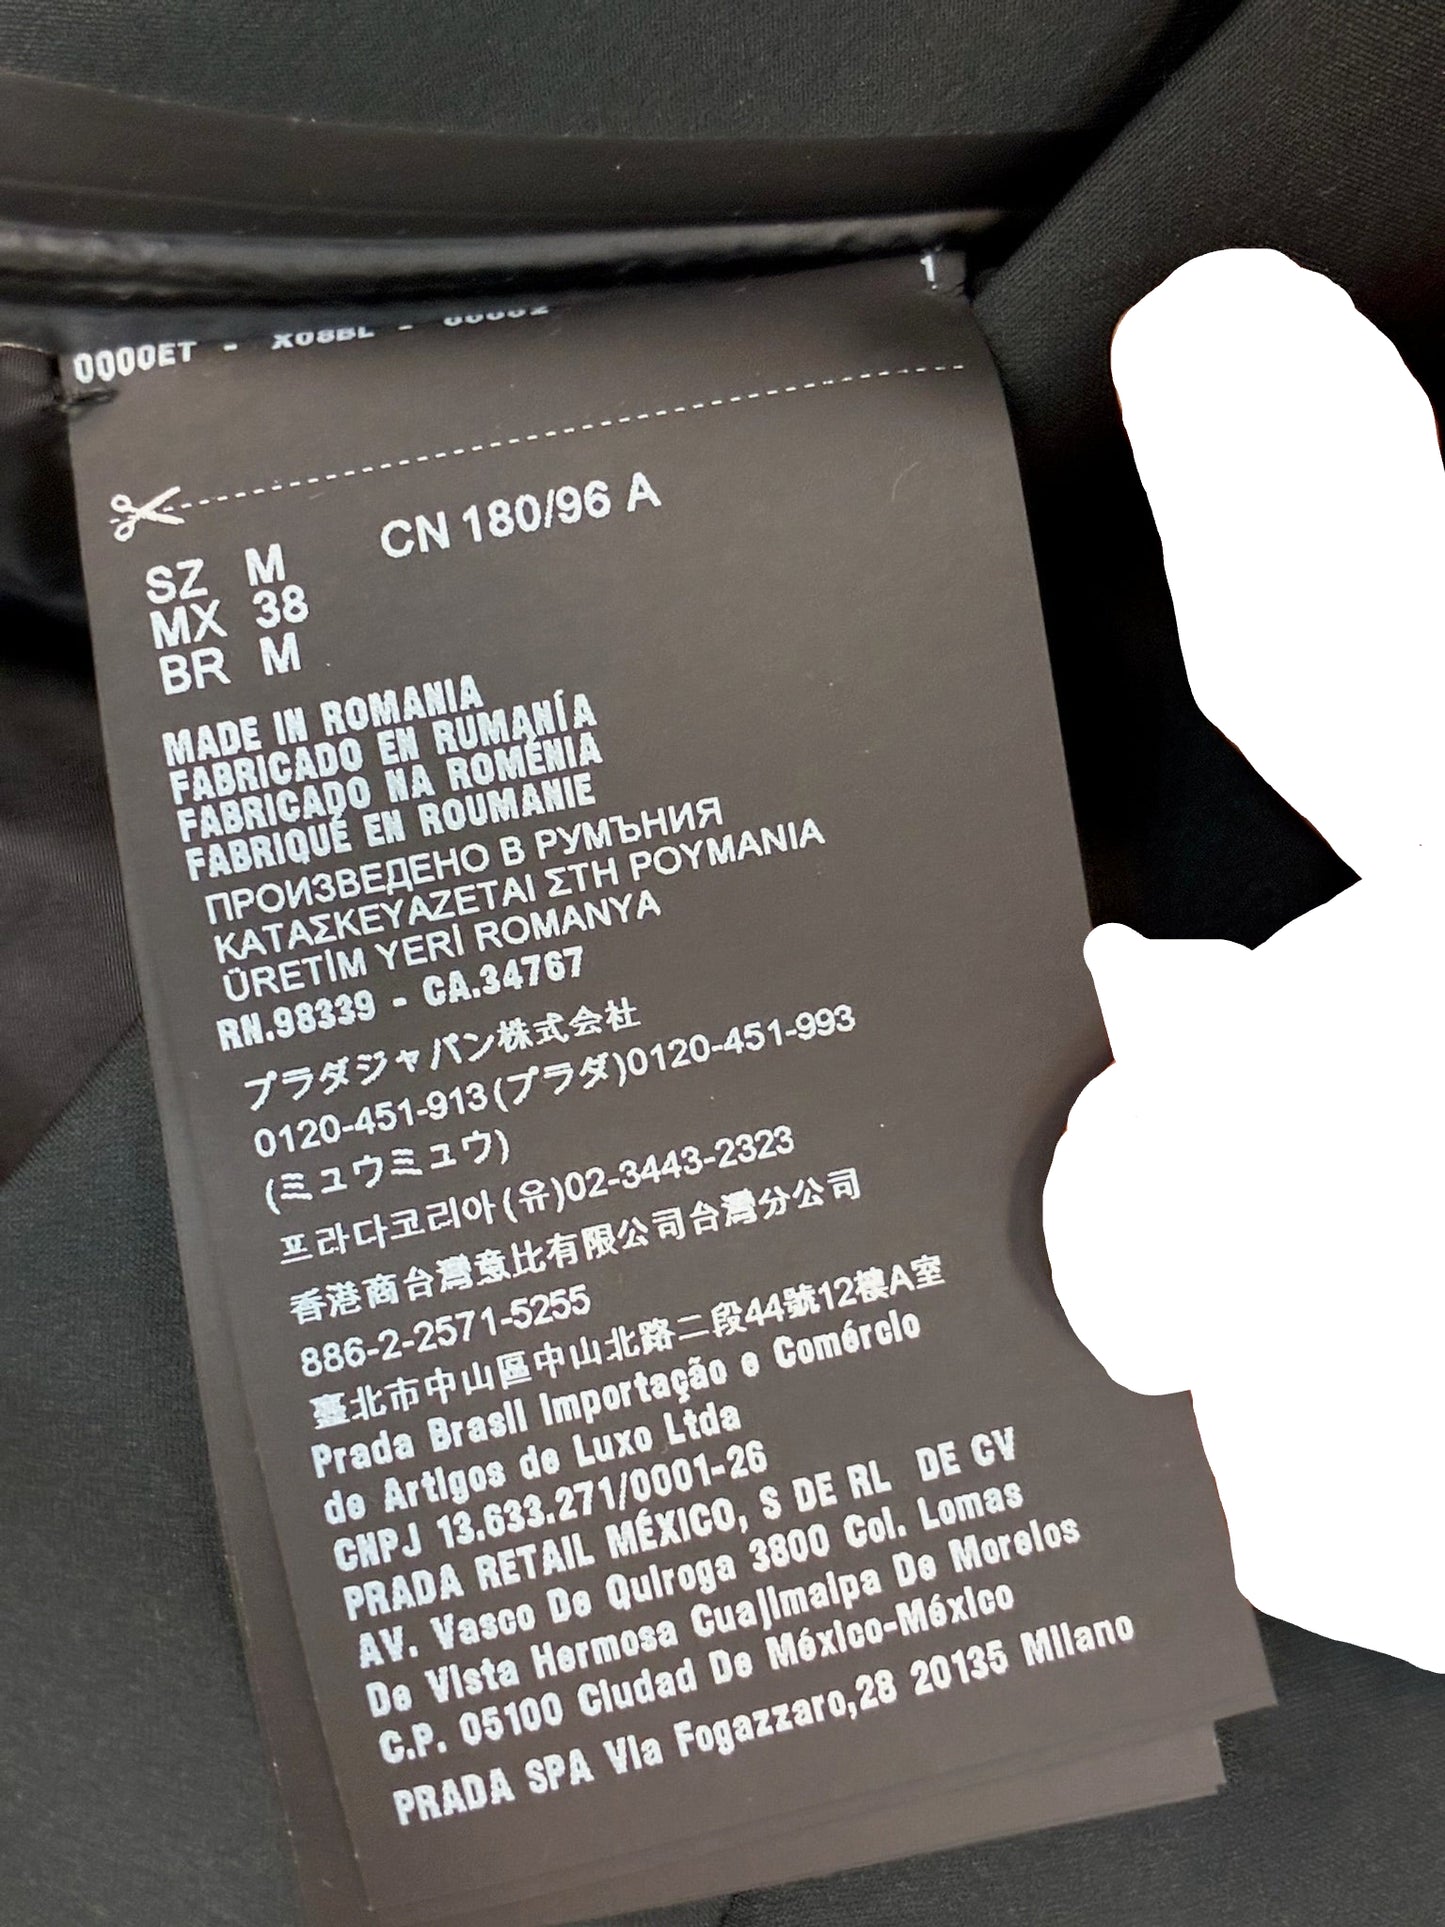 1
0000ET - X08BL - 00002
CN 180/96 A
SZ M
MX 38
BR M
MADE IN ROMANIA
FABRICADO EN RUMANÍA
FABRICADO NA ROMÉNIA
FABRIQUÉ EN ROUMANIE
ПРОИЗВЕДЕНО В РУМЪНИЯ
ΚΑΤΑΣΚΕΥΑΖΕΤΑΙ ΣΤΗ ΡΟΥΜΑΝΙΑ
ÜRETİM YERİ ROMANYA
RN.98339 - CA.34767
プラダジャパン株式会社
0120-451-913(プラダ)0120-451-993
(ミュウミュウ)
프라다코리아(유)02-3443-2323
香港商台灣意比有限公司台灣分公司
886-2-2571-5255
臺北市中山區中山北路二段44號12樓A室
Prada Brasil Importação e Comércio
de Artigos de Luxo Ltda
CNPJ 13.633.271/0001-26
PRADA RETAIL MÉXICO, S DE RL DE CV
AV. Vasco De Quiroga 3800 Col. Lomas
De Vista Hermosa Cuajimalpa De Morelos
C.P. 05100 Ciudad De México-México
PRADA SPA Via Fogazzaro,28 20135 Milano